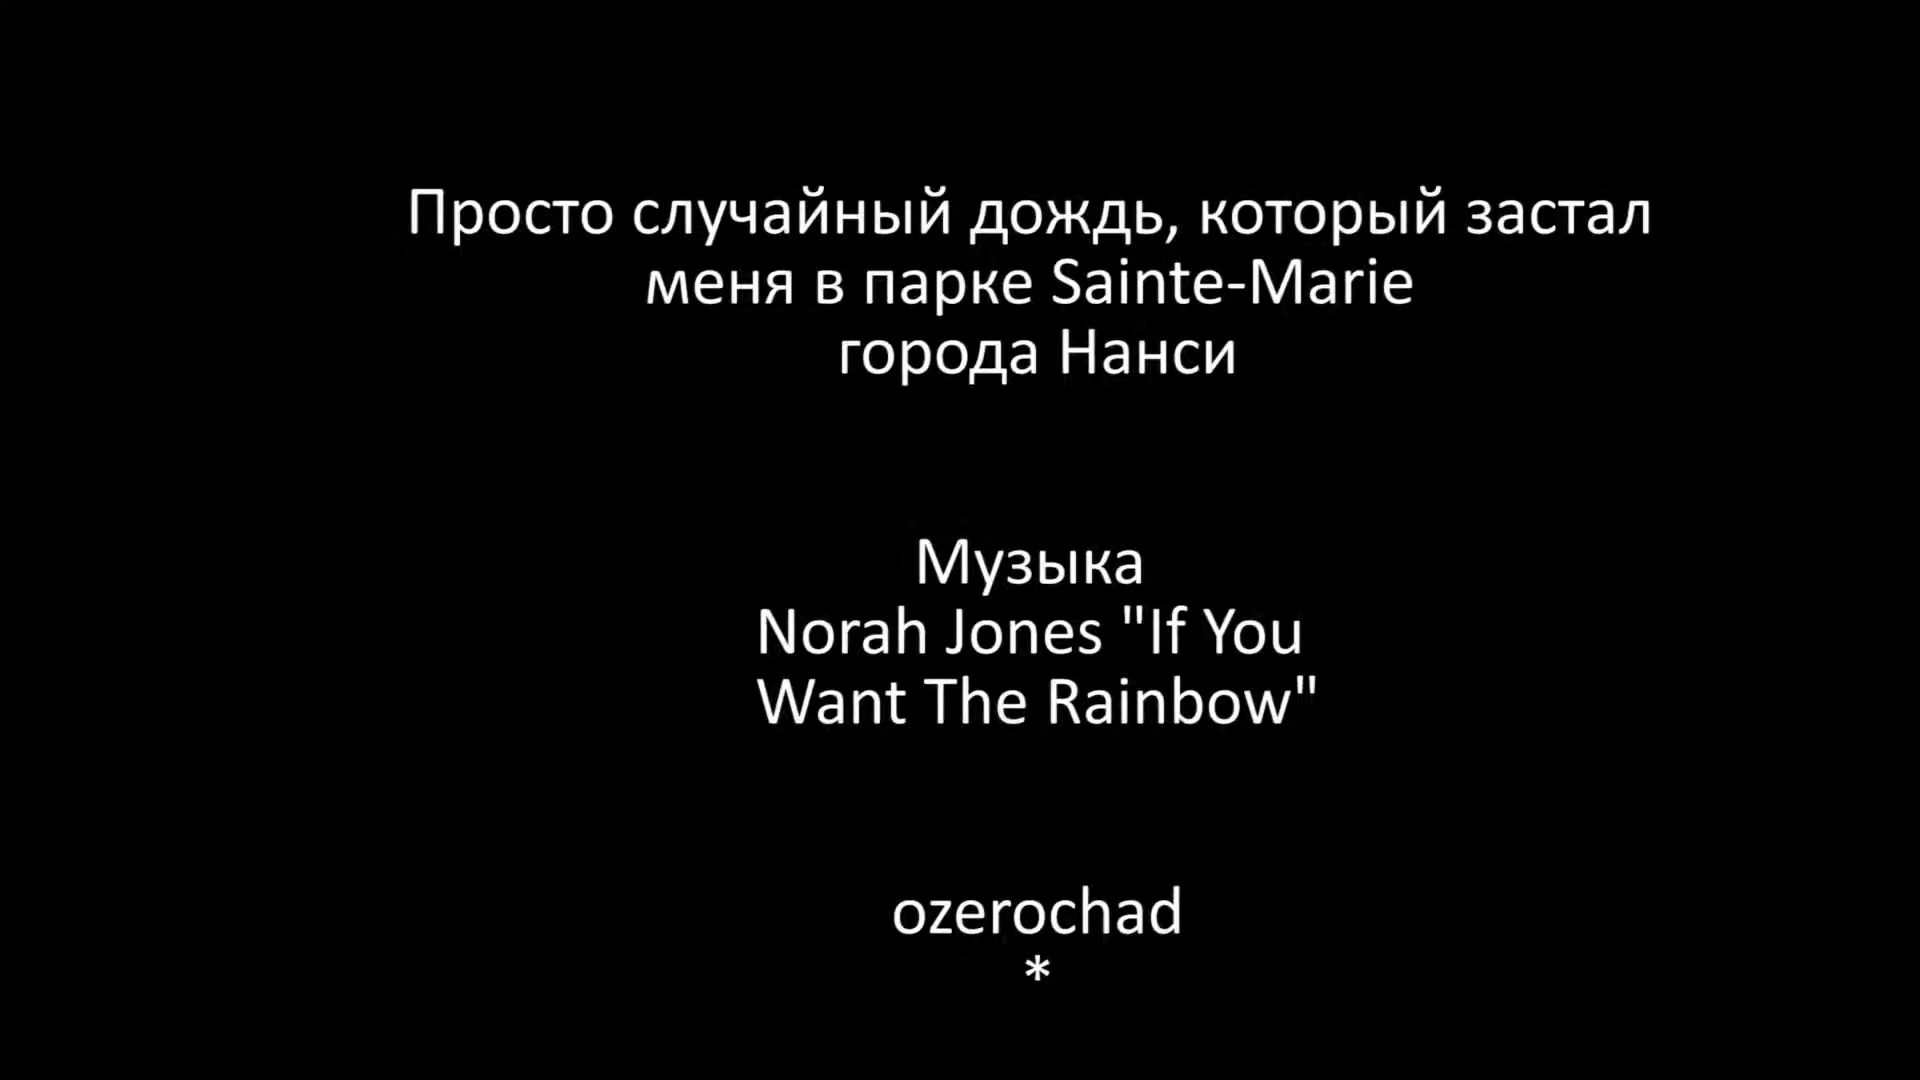 Просто случайный дождь, который застал
меня в парке Sainte-Marie
города Нанси
Музыка
Norah Jones "If You
Want The Rainbow"
ozerochad
*